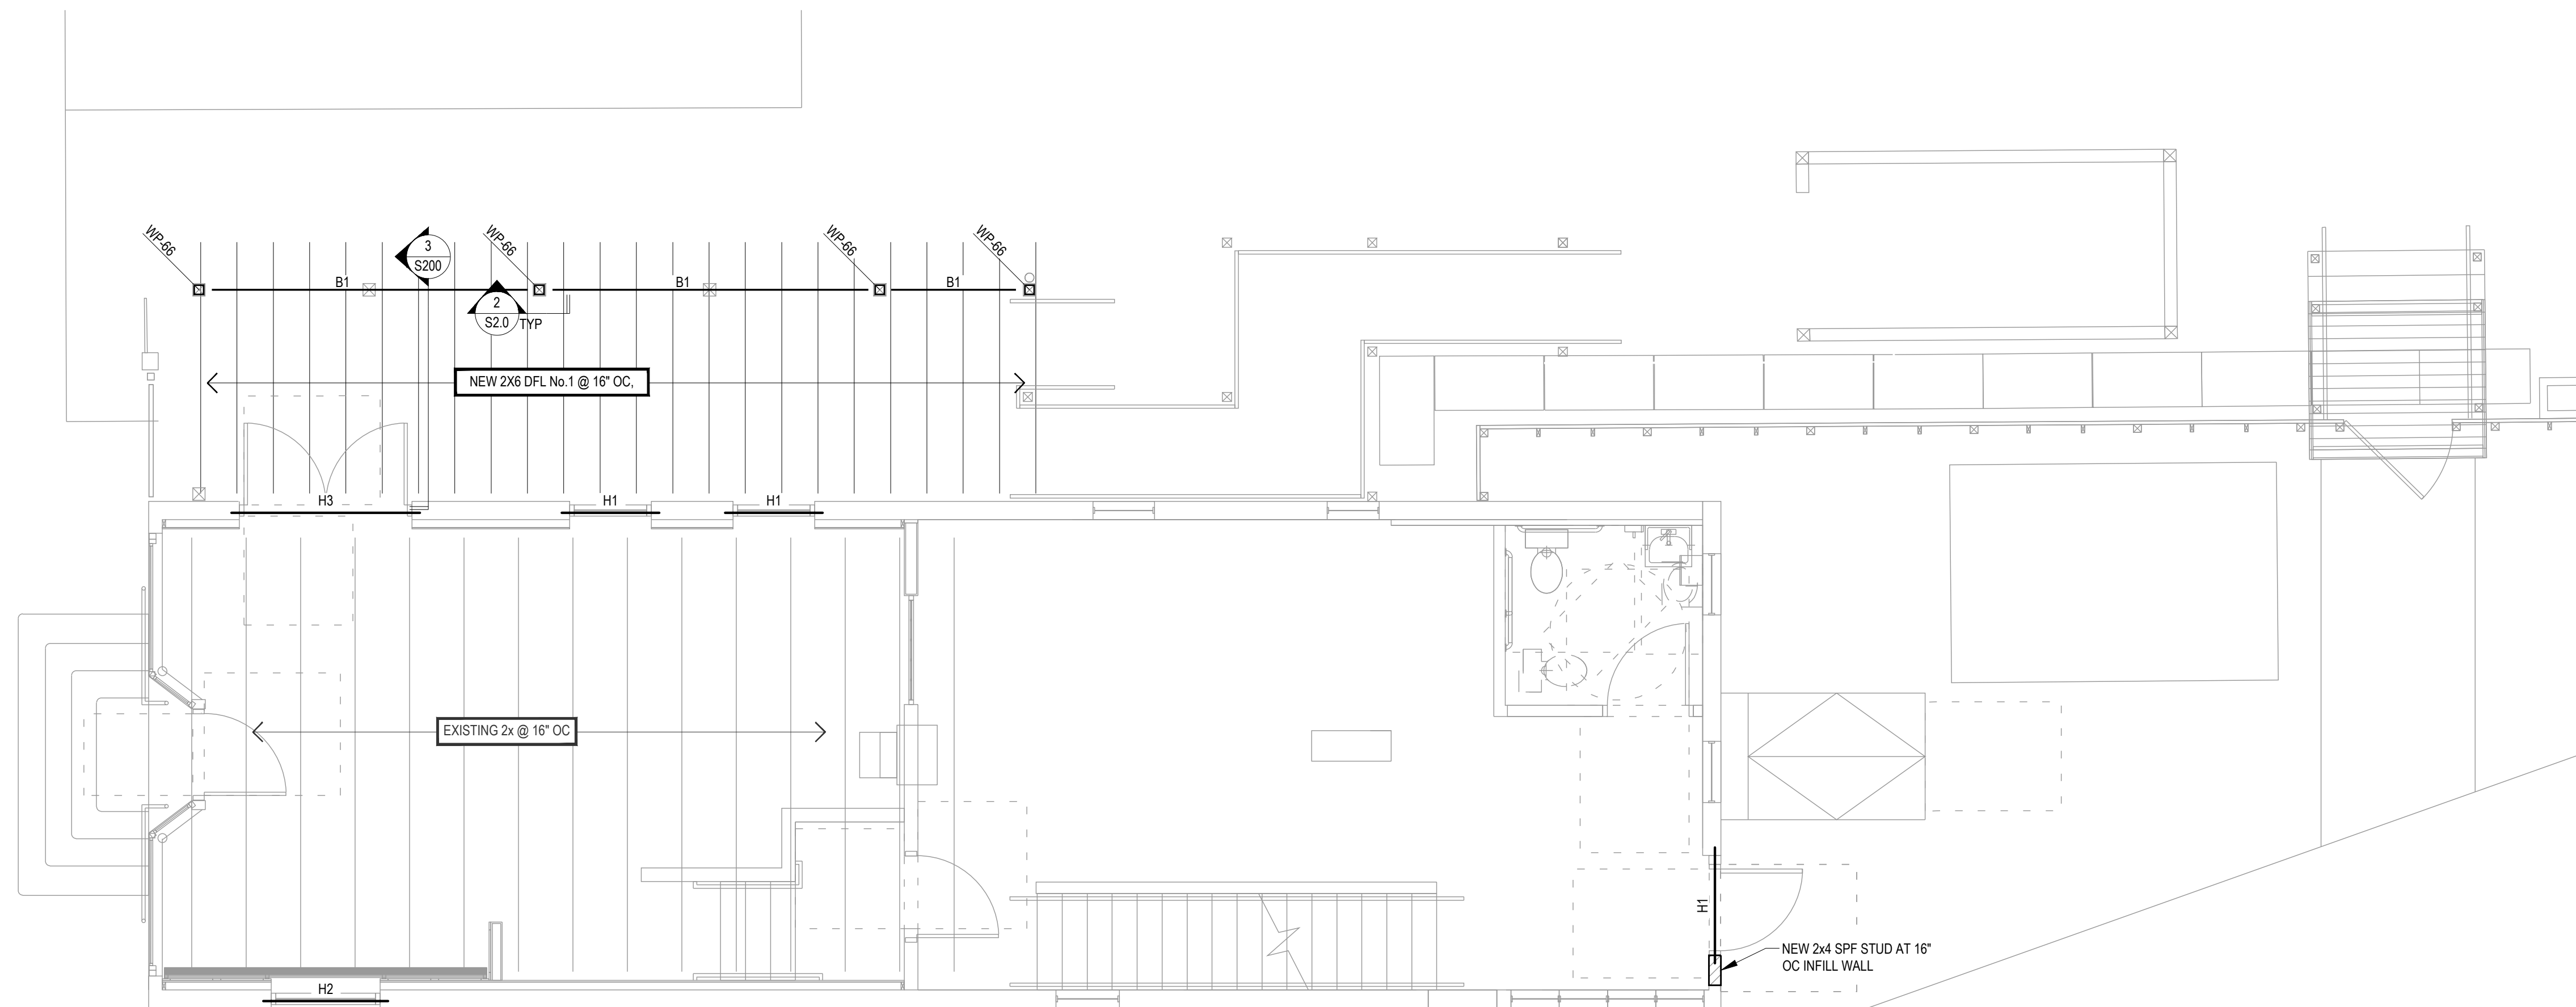 WP-66
WP-66
WP-66
WP-66
3
S200
B1
B1
B1
2
S2.0
TYP
NEW 2X6 DFL No.1 @ 16" OC,
H3
H1
H1
EXISTING 2x @ 16" OC
H1
NEW 2x4 SPF STUD AT 16"
OC INFILL WALL
H2